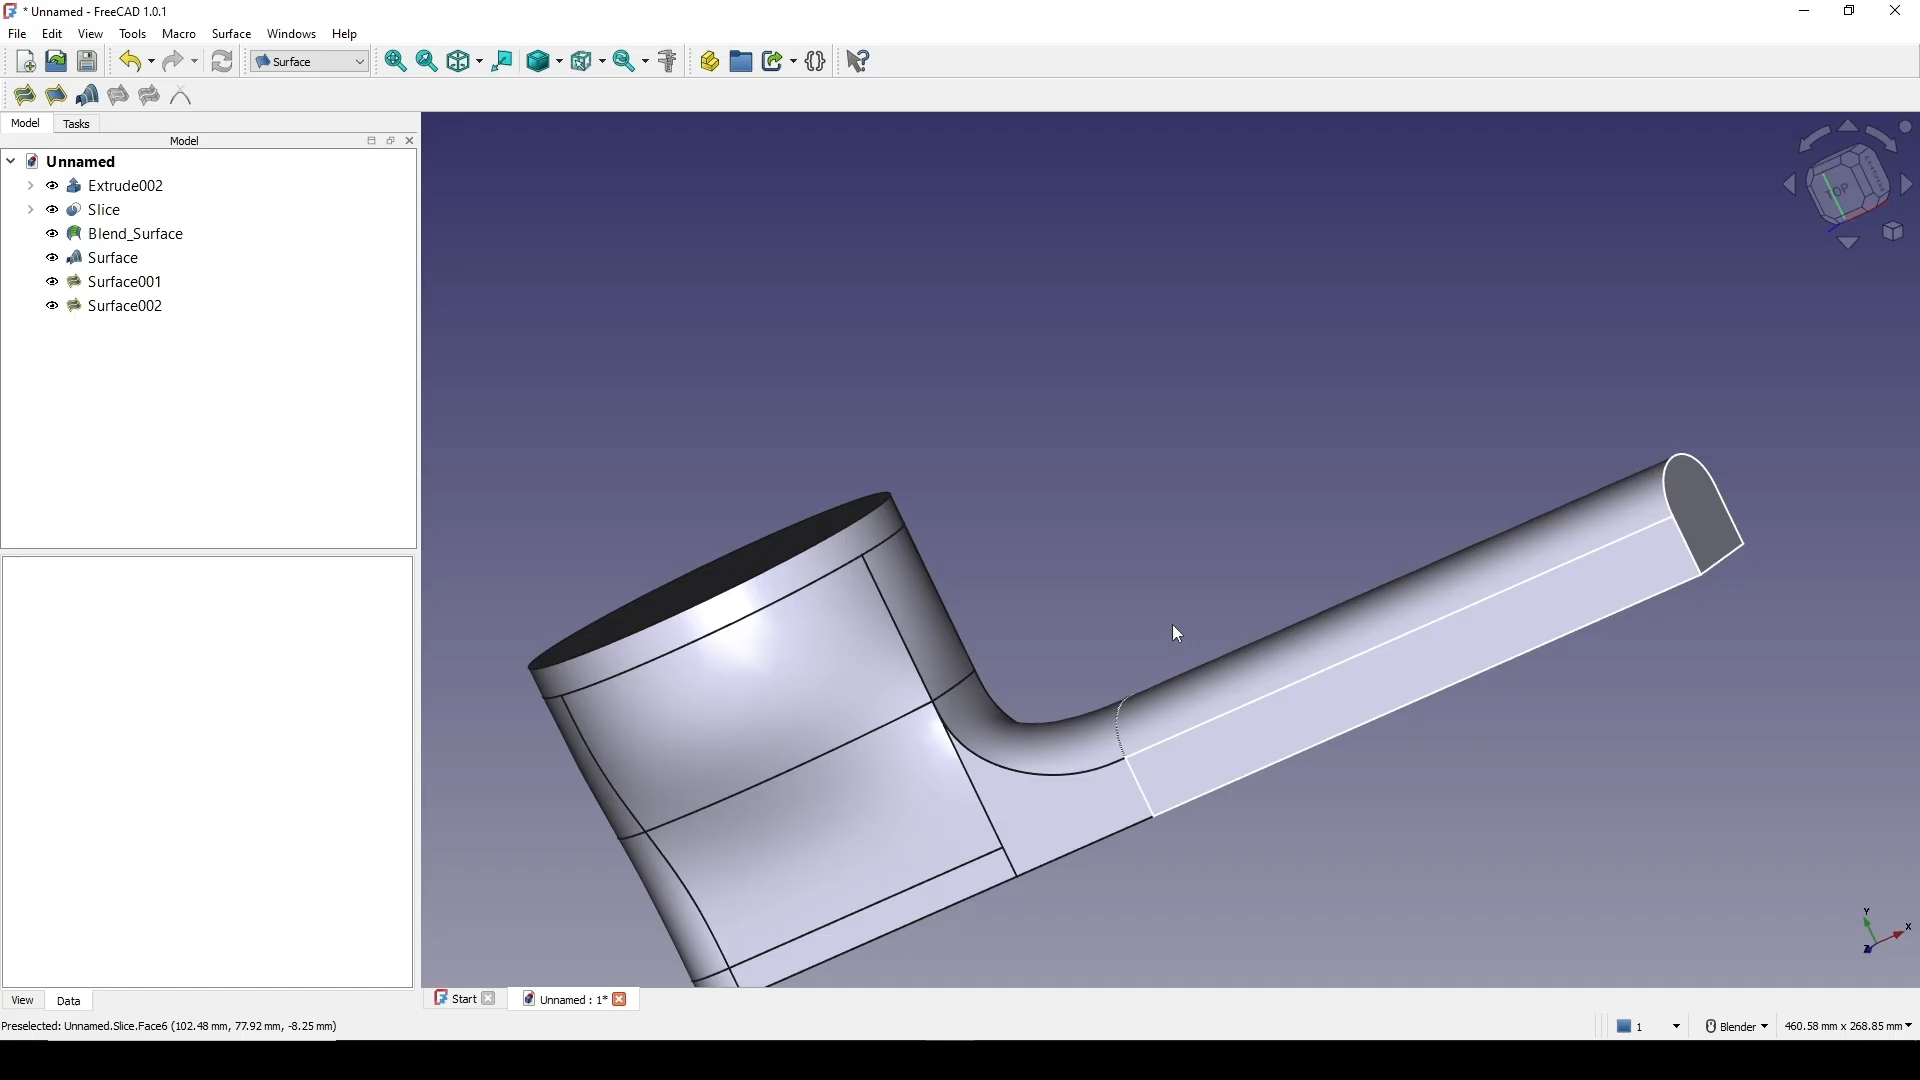 * Unnamed - FreeCAD 1.0.1
File Edit View Tools Macro Surface Windows Help
Surface
Model Tasks
Model
Unnamed
Extrude002
Slice
Blend_Surface
Surface
Surface001
Surface002
TOP
Y
X
Z
View Data
Start Unnamed : 1*
Preselected: Unnamed.Slice.Face6 (102.48 mm, 77.92 mm, -8.25 mm)
1 Blender 460.58 mm x 268.85 mm